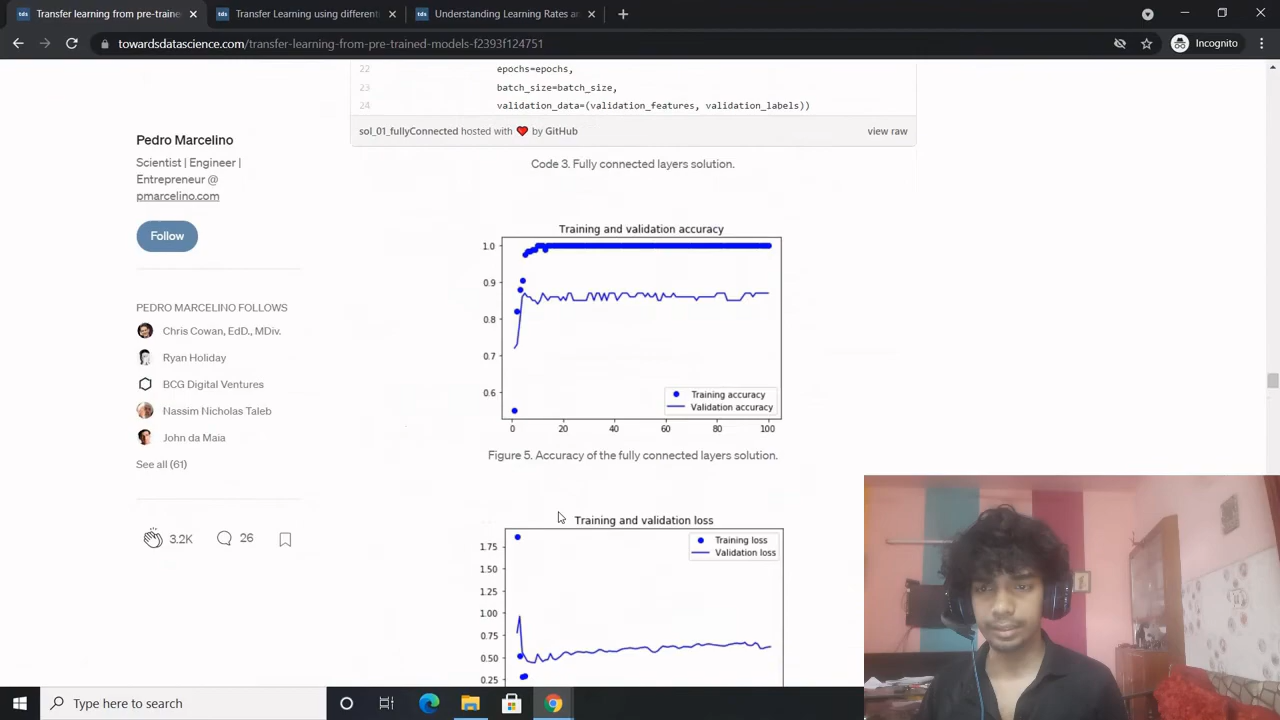 Transfer learning from pre-traine
Transfer Learning using different
Understanding Learning Rates a
Incognito
towardsdatascience.com/transfer-learning-from-pre-trained-models-f2393f124751
22 epochs=epochs,
23 batch_size=batch_size,
24 validation_data=(validation_features, validation_labels))
sol_01_fullyConnected hosted with ❤ by GitHub
view raw
Code 3. Fully connected layers solution.
Pedro Marcelino
Scientist | Engineer |
Entrepreneur @
pmarcelino.com
Follow
PEDRO MARCELINO FOLLOWS
Chris Cowan, EdD, MDiv.
Ryan Holiday
BCG Digital Ventures
Nassim Nicholas Taleb
John da Maia
See all (61)
3.2K
26
Training and validation accuracy
1.0
0.9
0.8
0.7
0.6
Training accuracy
Validation accuracy
0 20 40 60 80 100
Figure 5. Accuracy of the fully connected layers solution.
Training and validation loss
1.75
1.50
1.25
1.00
0.75
0.50
0.25
Training loss
Validation loss
Type here to search